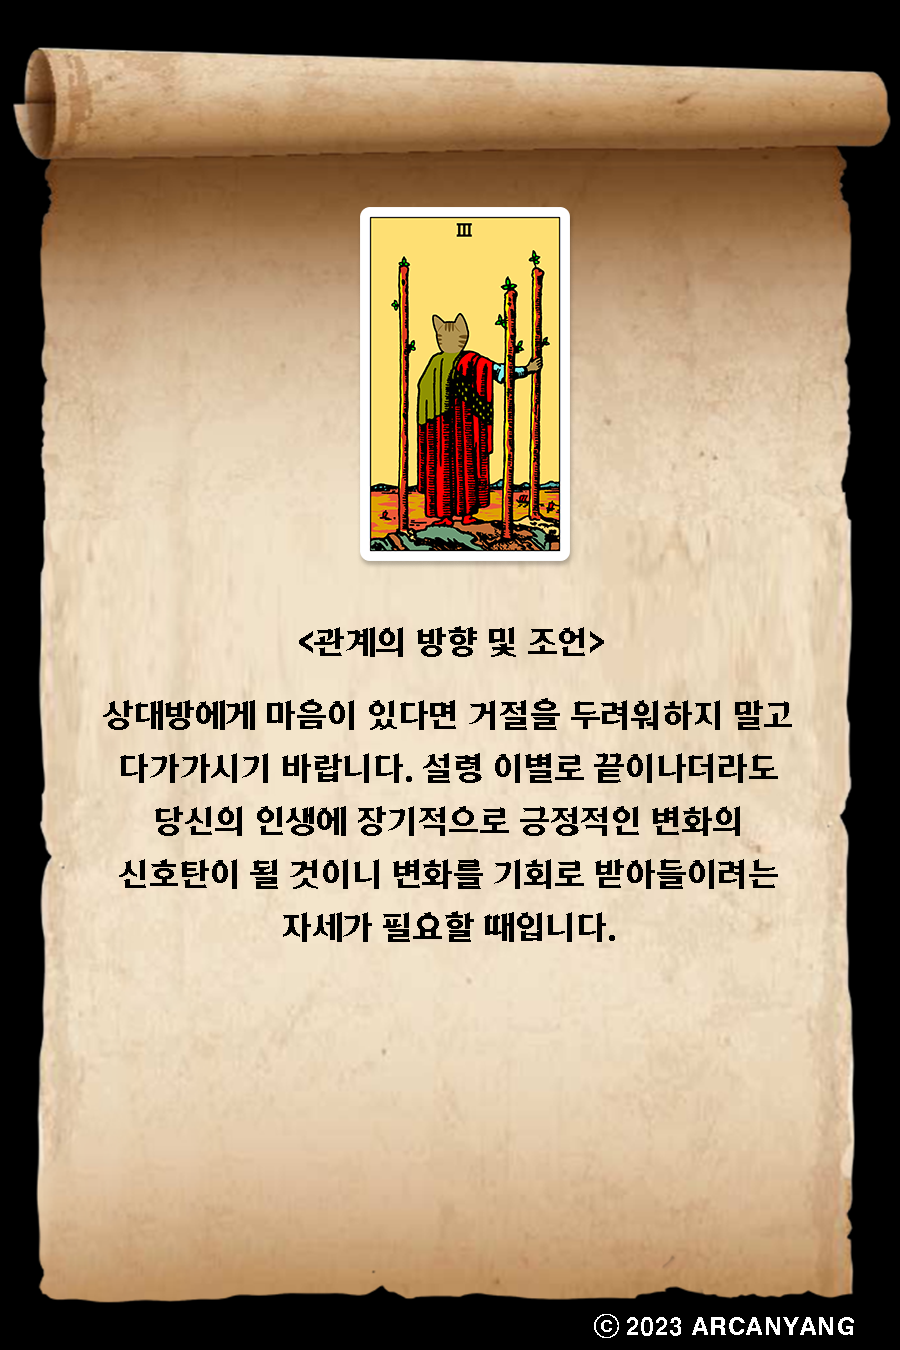 III
<관계의 방향 및 조언>
상대방에게 마음이 있다면 거절을 두려워하지 말고
다가가시기 바랍니다. 설령 이별로 끝이나더라도
당신의 인생에 장기적으로 긍정적인 변화의
신호탄이 될 것이니 변화를 기회로 받아들이려는
자세가 필요할 때입니다.
ⓒ 2023 ARCANYANG